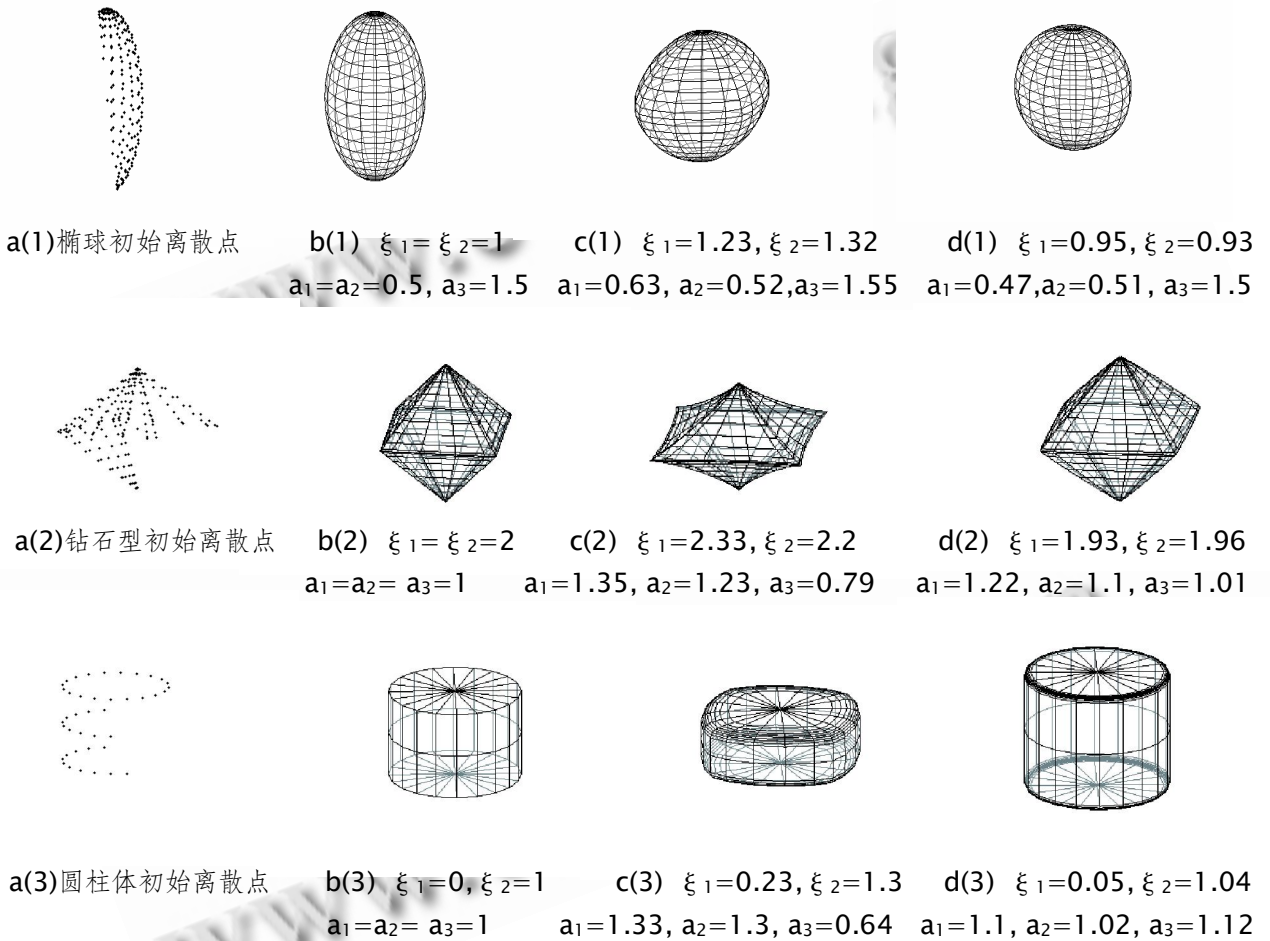 a(1)椭球初始离散点 b(1) ξ₁=ξ₂=1 c(1) ξ₁=1.23, ξ₂=1.32 d(1) ξ₁=0.95, ξ₂=0.93
a₁=a₂=0.5, a₃=1.5 a₁=0.63, a₂=0.52,a₃=1.55 a₁=0.47,a₂=0.51, a₃=1.5
a(2)钻石型初始离散点 b(2) ξ₁=ξ₂=2 c(2) ξ₁=2.33, ξ₂=2.2 d(2) ξ₁=1.93, ξ₂=1.96
a₁=a₂= a₃=1 a₁=1.35, a₂=1.23, a₃=0.79 a₁=1.22, a₂=1.1, a₃=1.01
a(3)圆柱体初始离散点 b(3) ξ₁=0, ξ₂=1 c(3) ξ₁=0.23, ξ₂=1.3 d(3) ξ₁=0.05, ξ₂=1.04
a₁=a₂= a₃=1 a₁=1.33, a₂=1.3, a₃=0.64 a₁=1.1, a₂=1.02, a₃=1.12